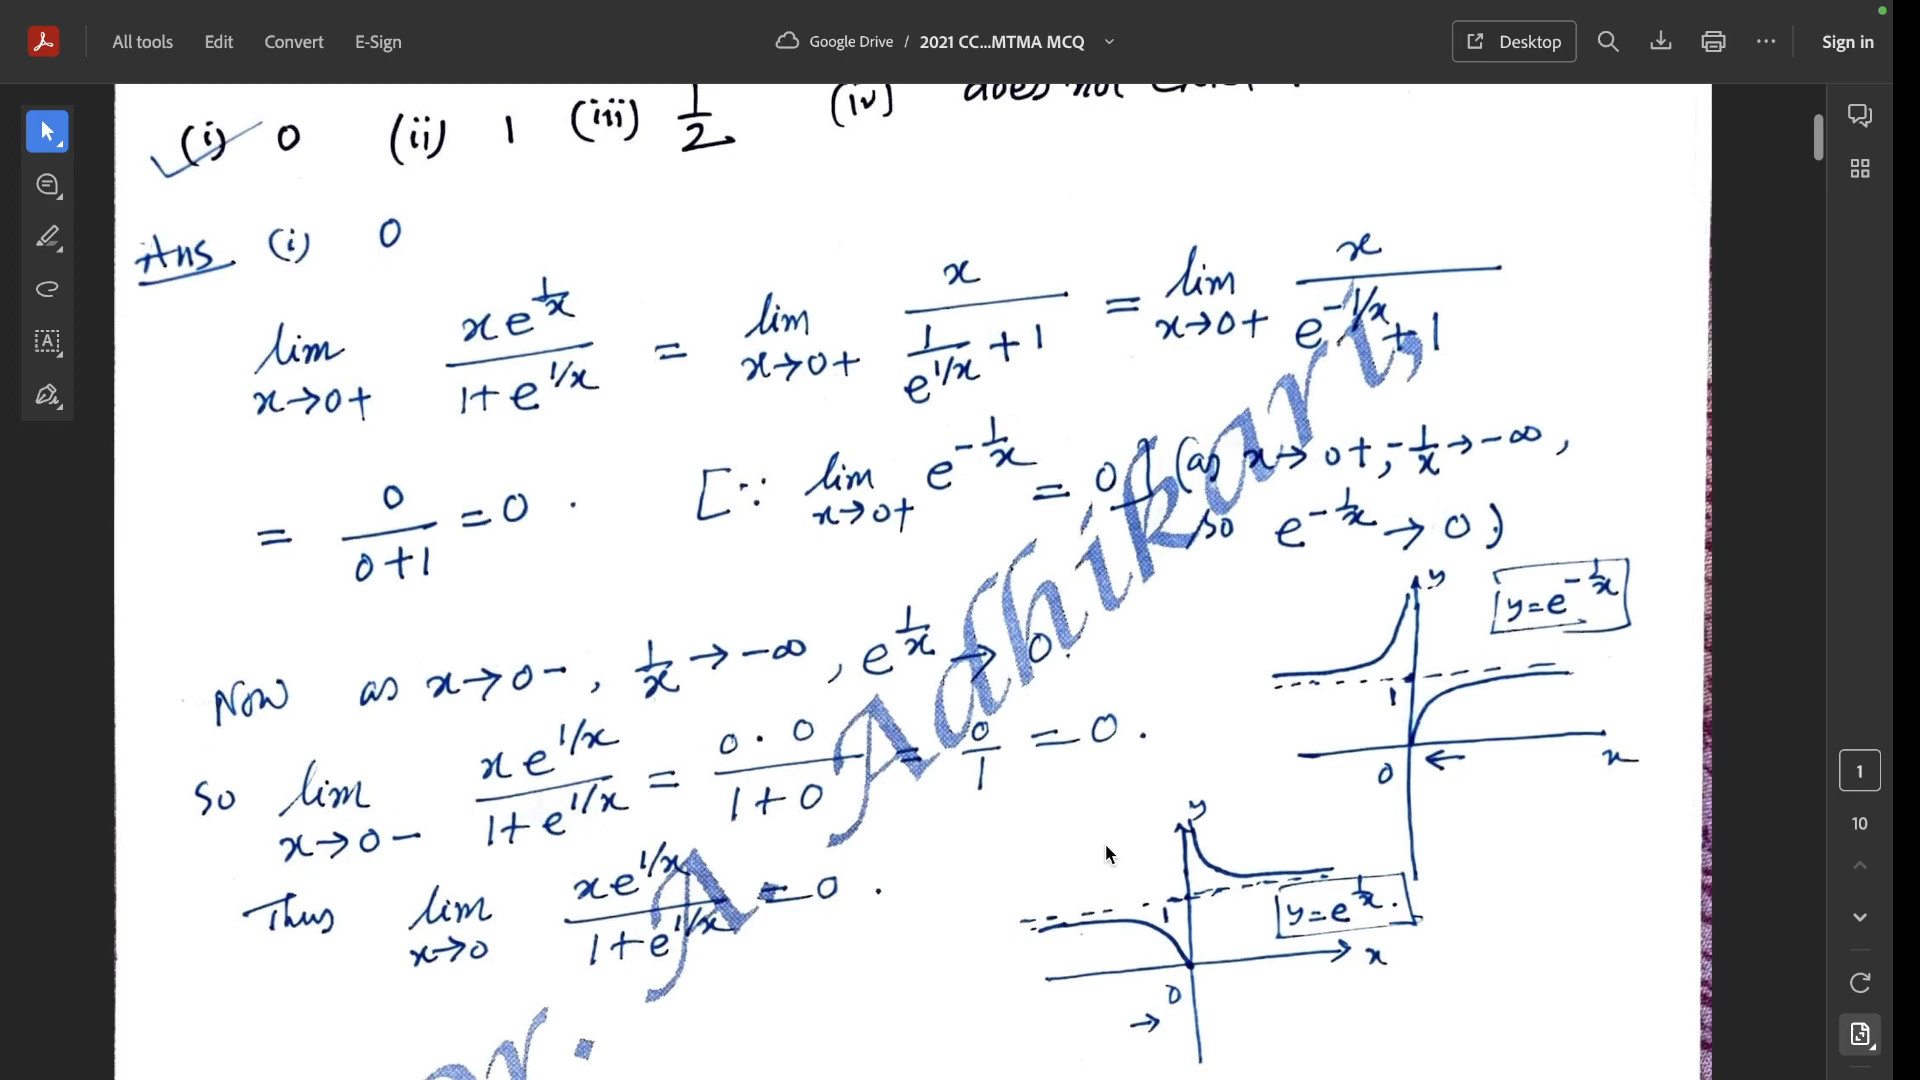 All tools Edit Convert E-Sign Google Drive / 2021 CC...MTMA MCQ Desktop Sign in
(i) 0 (ii) 1 (iii) 1/2 (iv) does not exist.
Ans. (i) 0
lim x→0+ xe^(1/x) / (1+e^(1/x)) = lim x→0+ x / (1/e^(1/x) + 1) = lim x→0+ x / (e^(-1/x) + 1)
= 0/(0+1) = 0 . [∵ lim x→0+ e^(-1/x) = 0] (as x→0+, -1/x → -∞,
so e^(-1/x) → 0)
y
y=e^(-1/x)
1
0
x
Now as x→0-, 1/x → -∞, e^(1/x) → 0.
So lim x→0- xe^(1/x) / (1+e^(1/x)) = 0·0 / (1+0) = 0/1 = 0.
Thus lim x→0 xe^(1/x) / (1+e^(1/x)) = 0.
y
1
y=e^(1/x).
x
0
→
A. Adhikari,
1
10